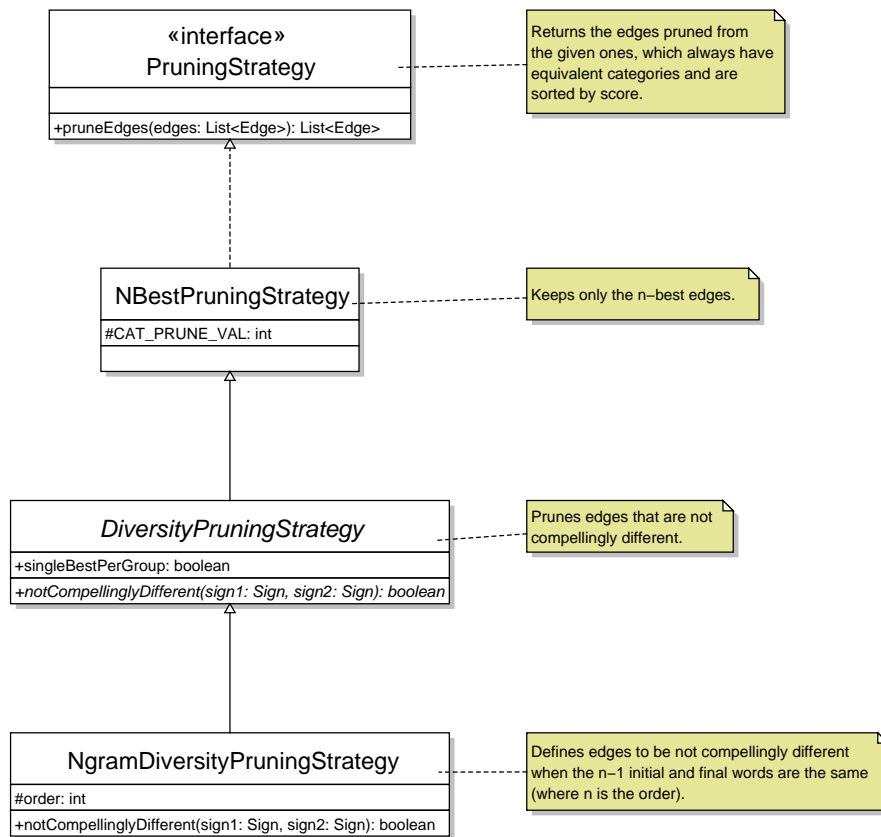 «interface»
PruningStrategy
+pruneEdges(edges: List<Edge>): List<Edge>
Returns the edges pruned from
the given ones, which always have
equivalent categories and are
sorted by score.
NBestPruningStrategy
#CAT_PRUNE_VAL: int
Keeps only the n−best edges.
DiversityPruningStrategy
+singleBestPerGroup: boolean
+notCompellinglyDifferent(sign1: Sign, sign2: Sign): boolean
Prunes edges that are not
compellingly different.
NgramDiversityPruningStrategy
#order: int
+notCompellinglyDifferent(sign1: Sign, sign2: Sign): boolean
Defines edges to be not compellingly different
when the n−1 initial and final words are the same
(where n is the order).